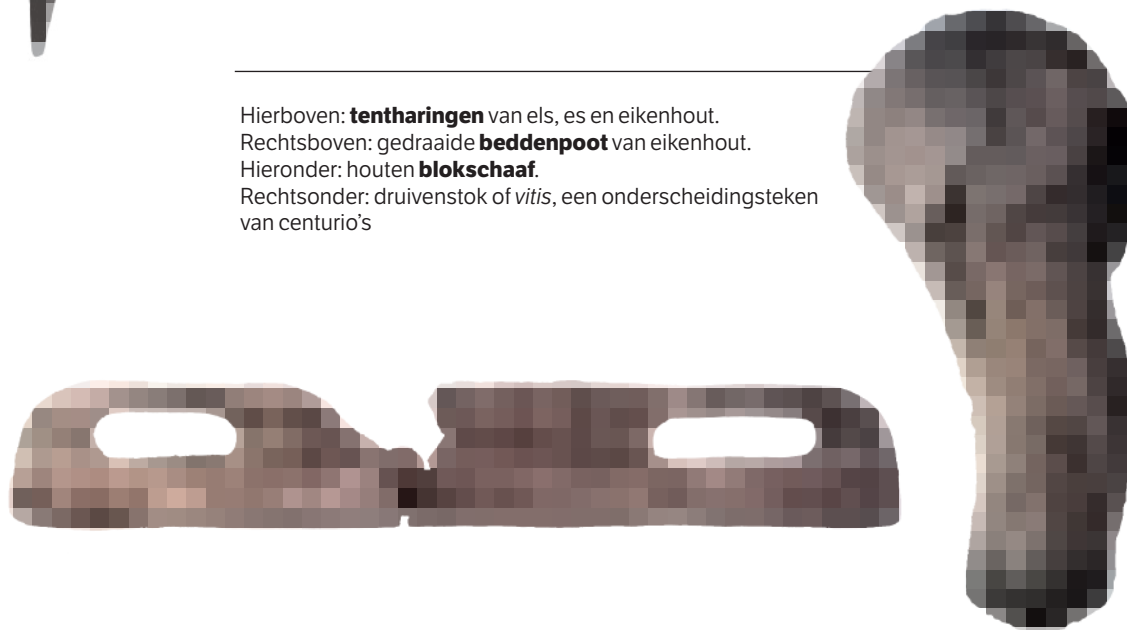 Hierboven: tentharingen van els, es en eikenhout.
Rechtsboven: gedraaide beddenpoot van eikenhout.
Hieronder: houten blokschaaf.
Rechtsonder: druivenstok of vitis, een onderscheidingsteken
van centurio’s